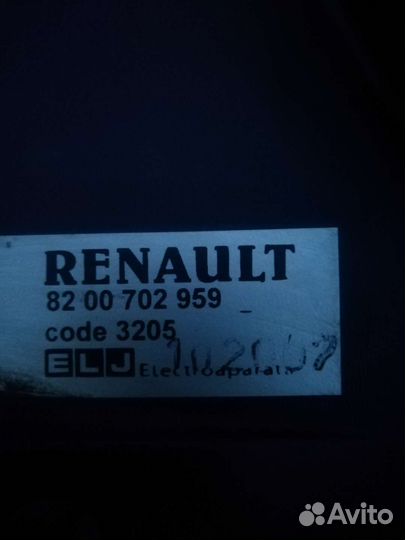 RENAULT
82 00 702 959
code 3205
ELJ Electroaparataj
Avito